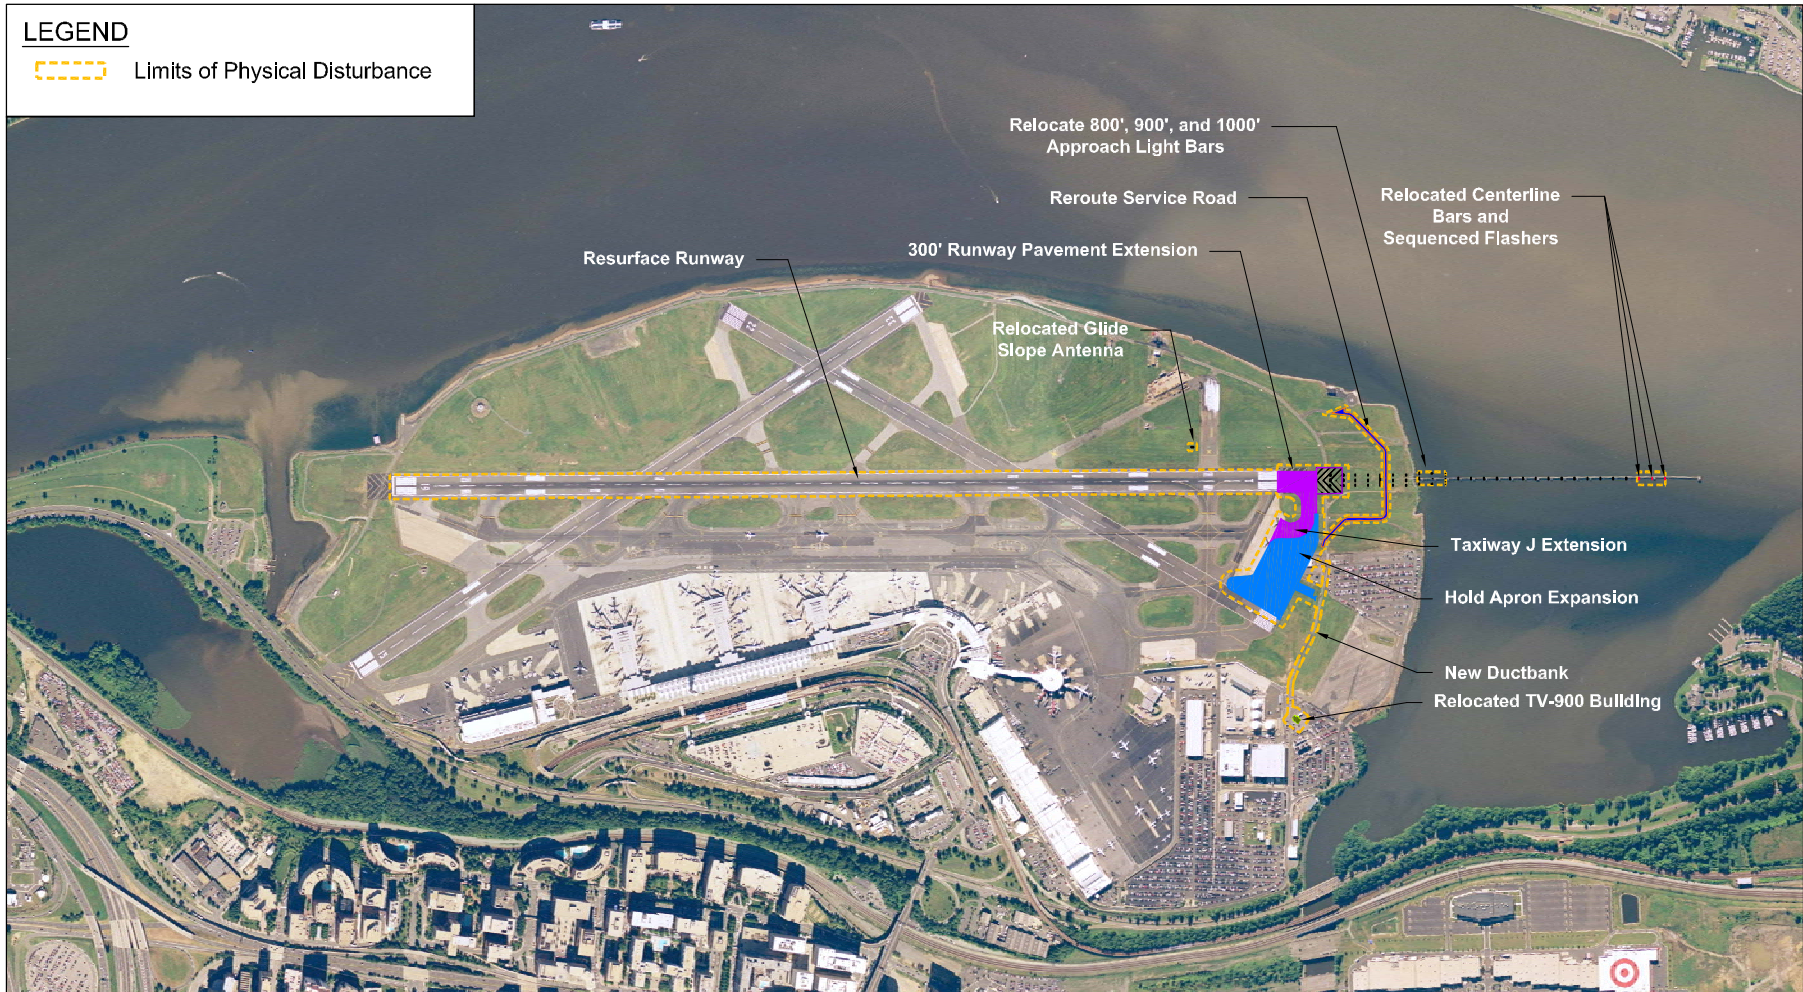 LEGEND
Limits of Physical Disturbance
Relocate 800', 900', and 1000'
Approach Light Bars
Reroute Service Road
Relocated Centerline
Bars and
Sequenced Flashers
300' Runway Pavement Extension
Resurface Runway
Relocated Glide
Slope Antenna
Taxiway J Extension
Hold Apron Expansion
New Ductbank
Relocated TV-900 Building